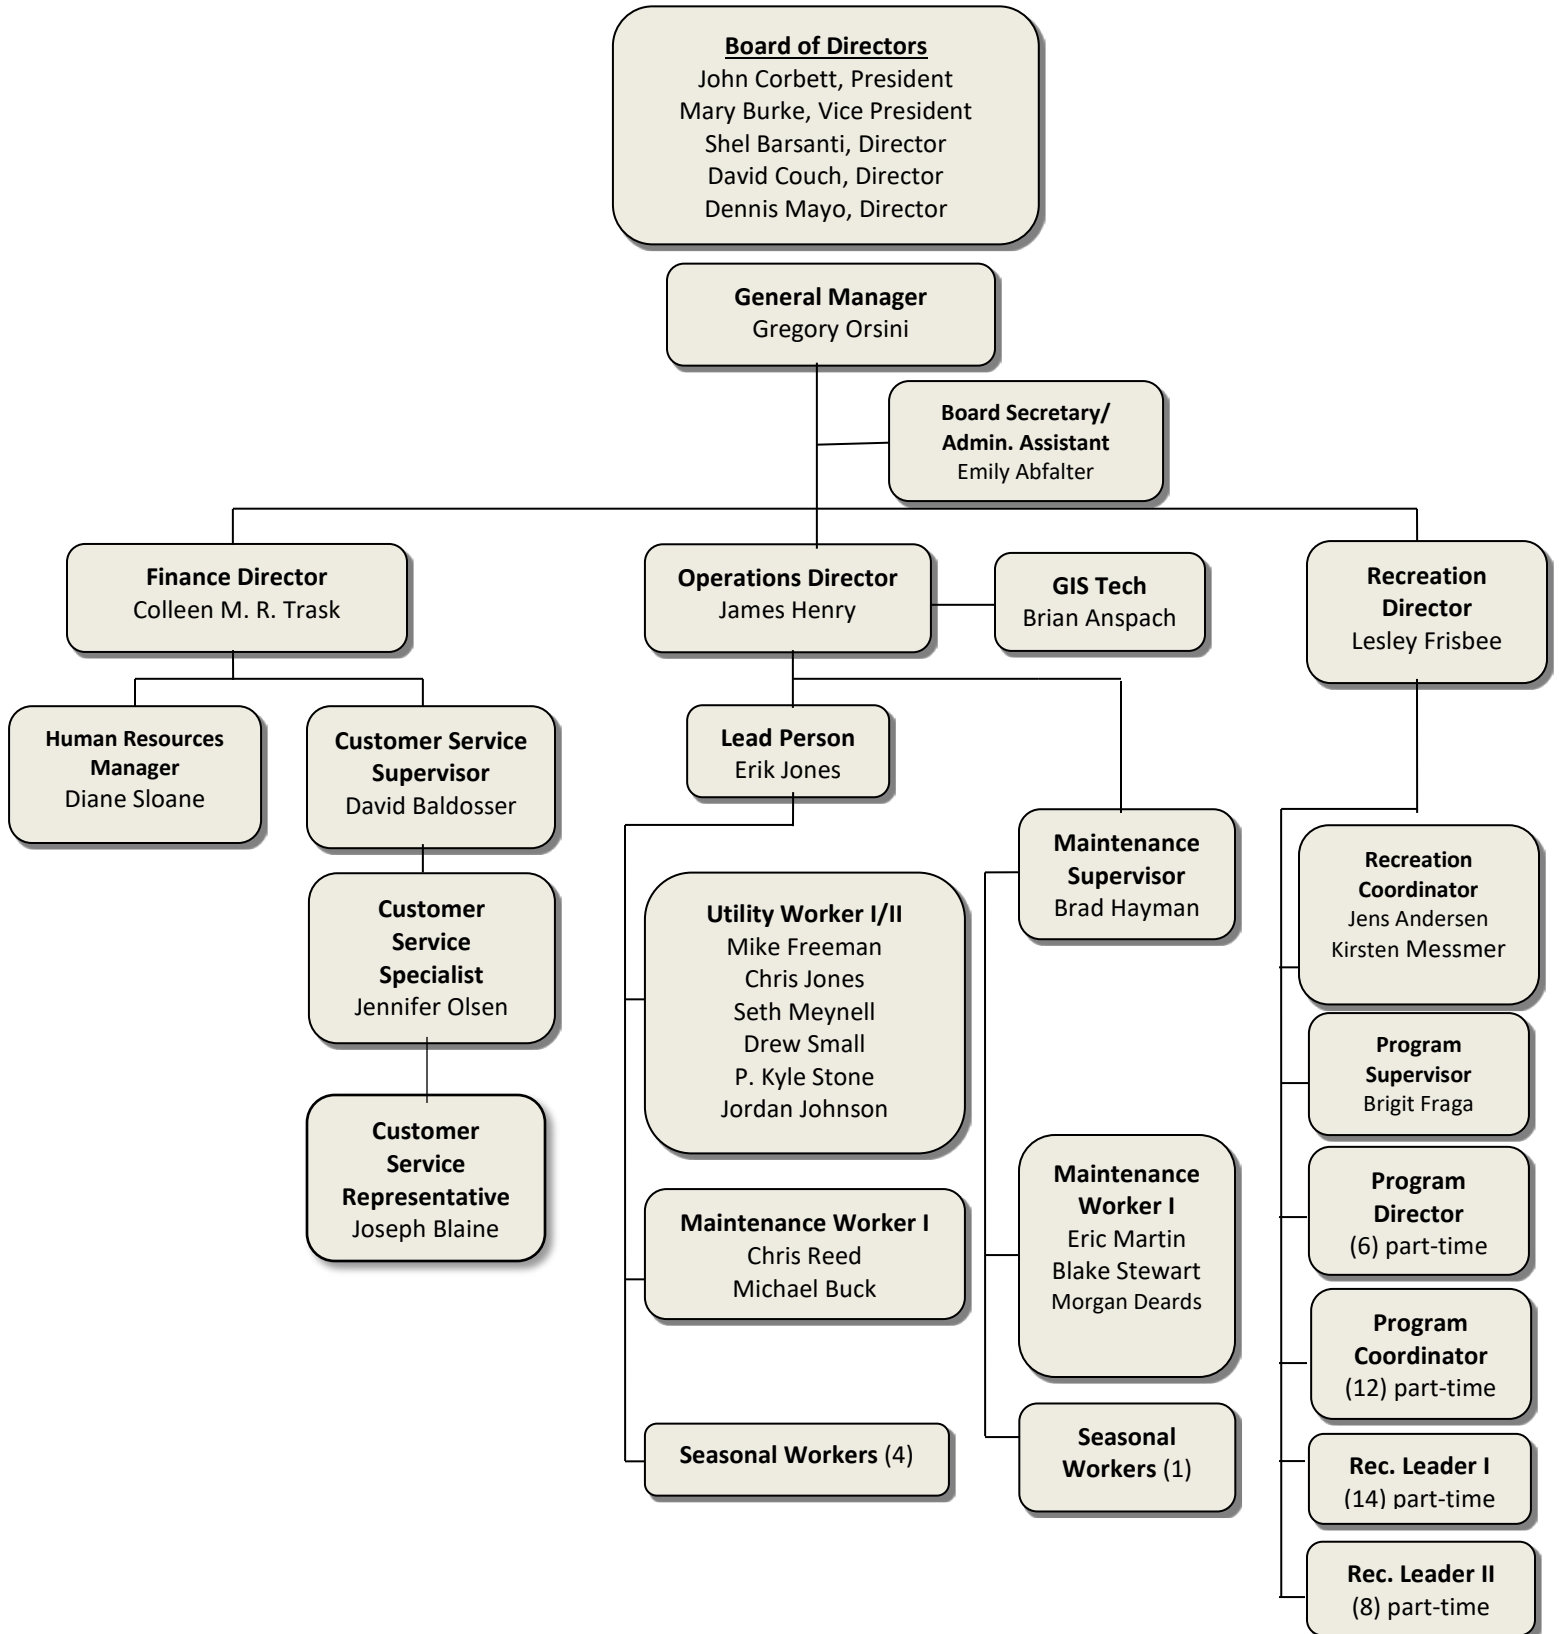 Board of Directors
John Corbett, President
Mary Burke, Vice President
Shel Barsanti, Director
David Couch, Director
Dennis Mayo, Director
General Manager
Gregory Orsini
Board Secretary/
Admin. Assistant
Emily Abfalter
Finance Director
Colleen M. R. Trask
Operations Director
James Henry
GIS Tech
Brian Anspach
Recreation
Director
Lesley Frisbee
Human Resources
Manager
Diane Sloane
Customer Service
Supervisor
David Baldosser
Customer
Service
Specialist
Jennifer Olsen
Customer
Service
Representative
Joseph Blaine
Lead Person
Erik Jones
Utility Worker I/II
Mike Freeman
Chris Jones
Seth Meynell
Drew Small
P. Kyle Stone
Jordan Johnson
Maintenance Worker I
Chris Reed
Michael Buck
Seasonal Workers (4)
Maintenance
Supervisor
Brad Hayman
Maintenance
Worker I
Eric Martin
Blake Stewart
Morgan Deards
Seasonal
Workers (1)
Recreation
Coordinator
Jens Andersen
Kirsten Messmer
Program
Supervisor
Brigit Fraga
Program
Director
(6) part-time
Program
Coordinator
(12) part-time
Rec. Leader I
(14) part-time
Rec. Leader II
(8) part-time